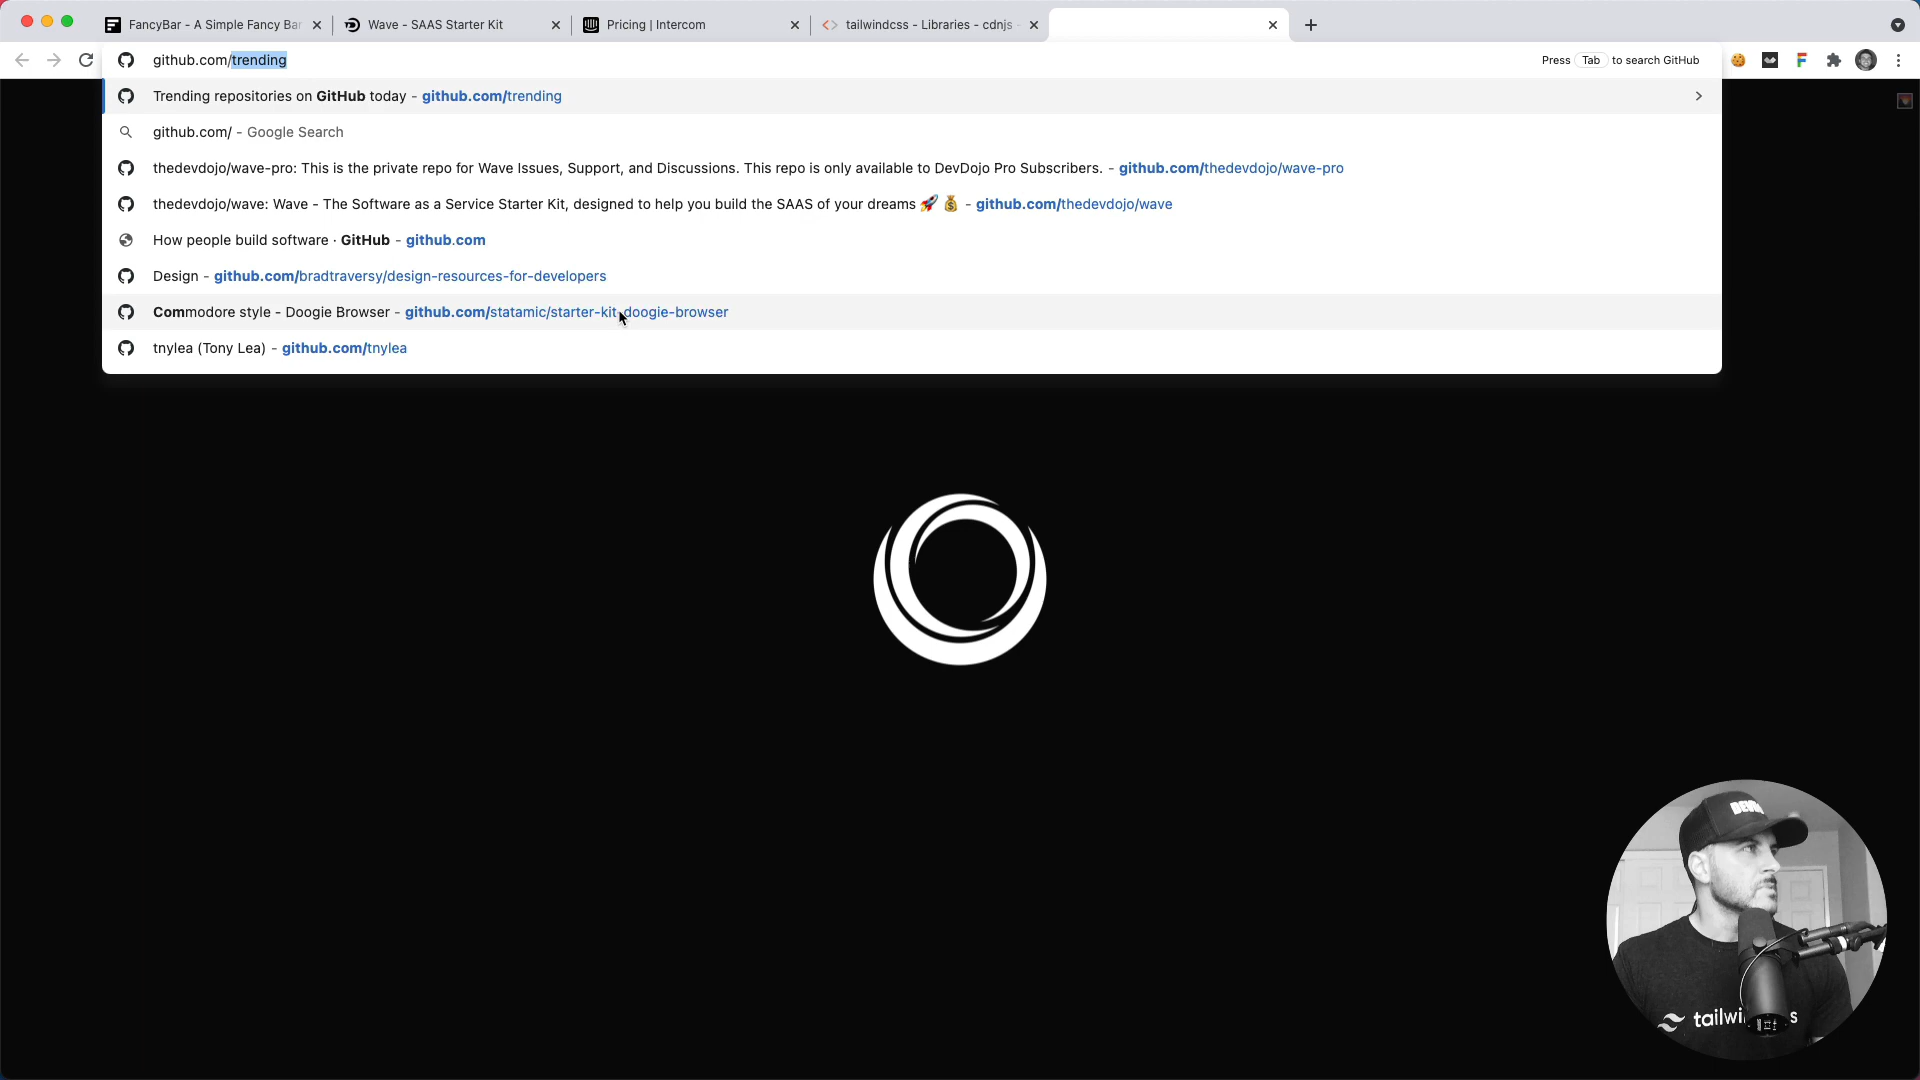 FancyBar - A Simple Fancy Bar
Wave - SAAS Starter Kit
Pricing | Intercom
tailwindcss - Libraries - cdnjs -
github.com/trending
Press Tab to search GitHub
Trending repositories on GitHub today - github.com/trending
github.com/ - Google Search
thedevdojo/wave-pro: This is the private repo for Wave Issues, Support, and Discussions. This repo is only available to DevDojo Pro Subscribers. - github.com/thedevdojo/wave-pro
thedevdojo/wave: Wave - The Software as a Service Starter Kit, designed to help you build the SAAS of your dreams 🚀 💰 - github.com/thedevdojo/wave
How people build software · GitHub - github.com
Design - github.com/bradtraversy/design-resources-for-developers
Commodore style - Doogie Browser - github.com/statamic/starter-kit-doogie-browser
tnylea (Tony Lea) - github.com/tnylea